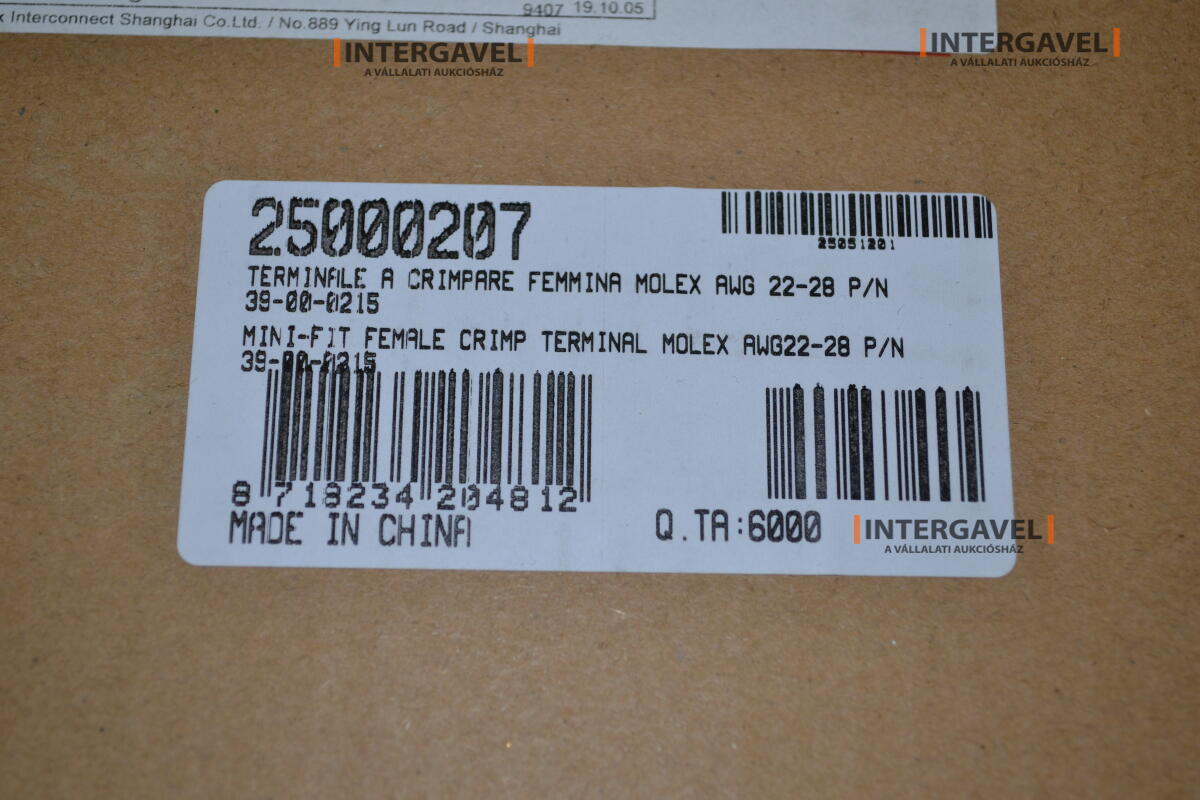 9407 19.10.05
Interconnect Shanghai Co.Ltd. / No.889 Ying Lun Road / Shanghai
INTERGAVEL
A VÁLLALATI AUKCIÓSHÁZ
INTERGAVEL
A VÁLLALATI AUKCIÓSHÁZ
25000207
25051201
TERMINALE A CRIMPARE FEMMINA MOLEX AWG 22-28 P/N
39-00-0215
MINI-FIT FEMALE CRIMP TERMINAL MOLEX AWG22-28 P/N
39-00-0215
8 718234 204812
MADE IN CHINA
Q.TA:6000
INTERGAVEL
A VÁLLALATI AUKCIÓSHÁZ